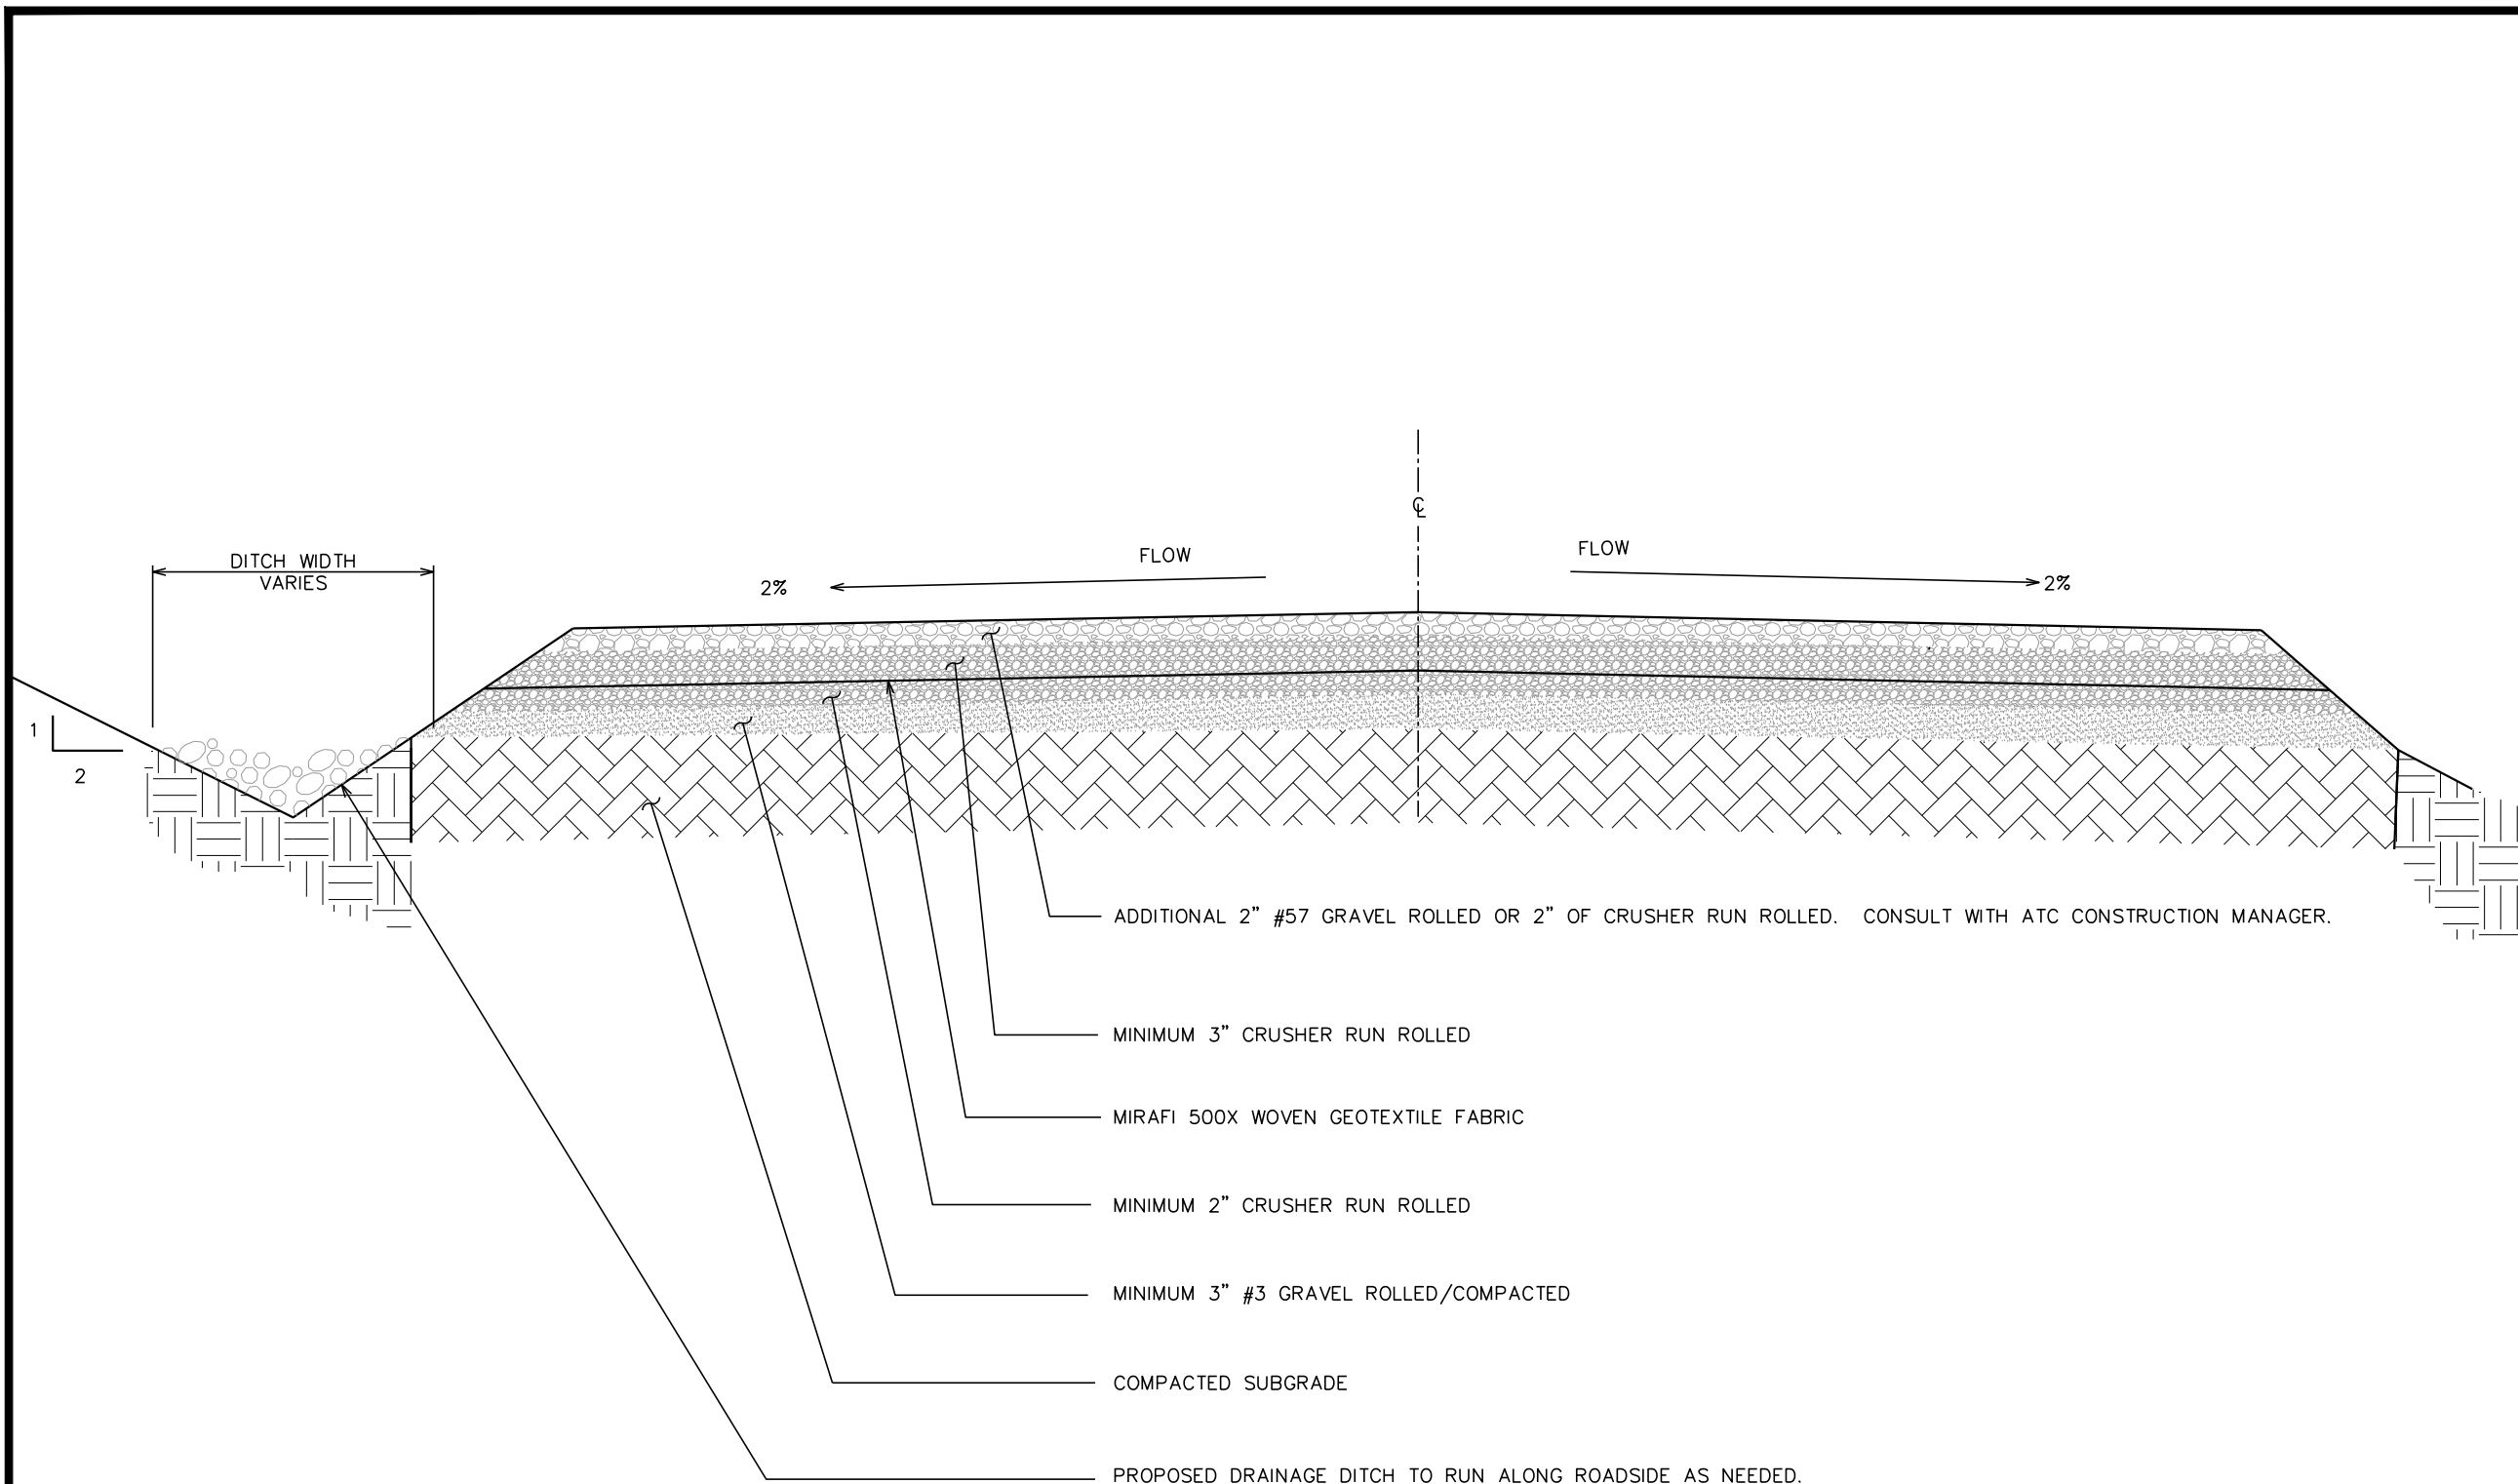 ℄
FLOW
FLOW
DITCH WIDTH
VARIES
2%
2%
1
2
ADDITIONAL 2" #57 GRAVEL ROLLED OR 2" OF CRUSHER RUN ROLLED. CONSULT WITH ATC CONSTRUCTION MANAGER.
MINIMUM 3" CRUSHER RUN ROLLED
MIRAFI 500X WOVEN GEOTEXTILE FABRIC
MINIMUM 2" CRUSHER RUN ROLLED
MINIMUM 3" #3 GRAVEL ROLLED/COMPACTED
COMPACTED SUBGRADE
PROPOSED DRAINAGE DITCH TO RUN ALONG ROADSIDE AS NEEDED.